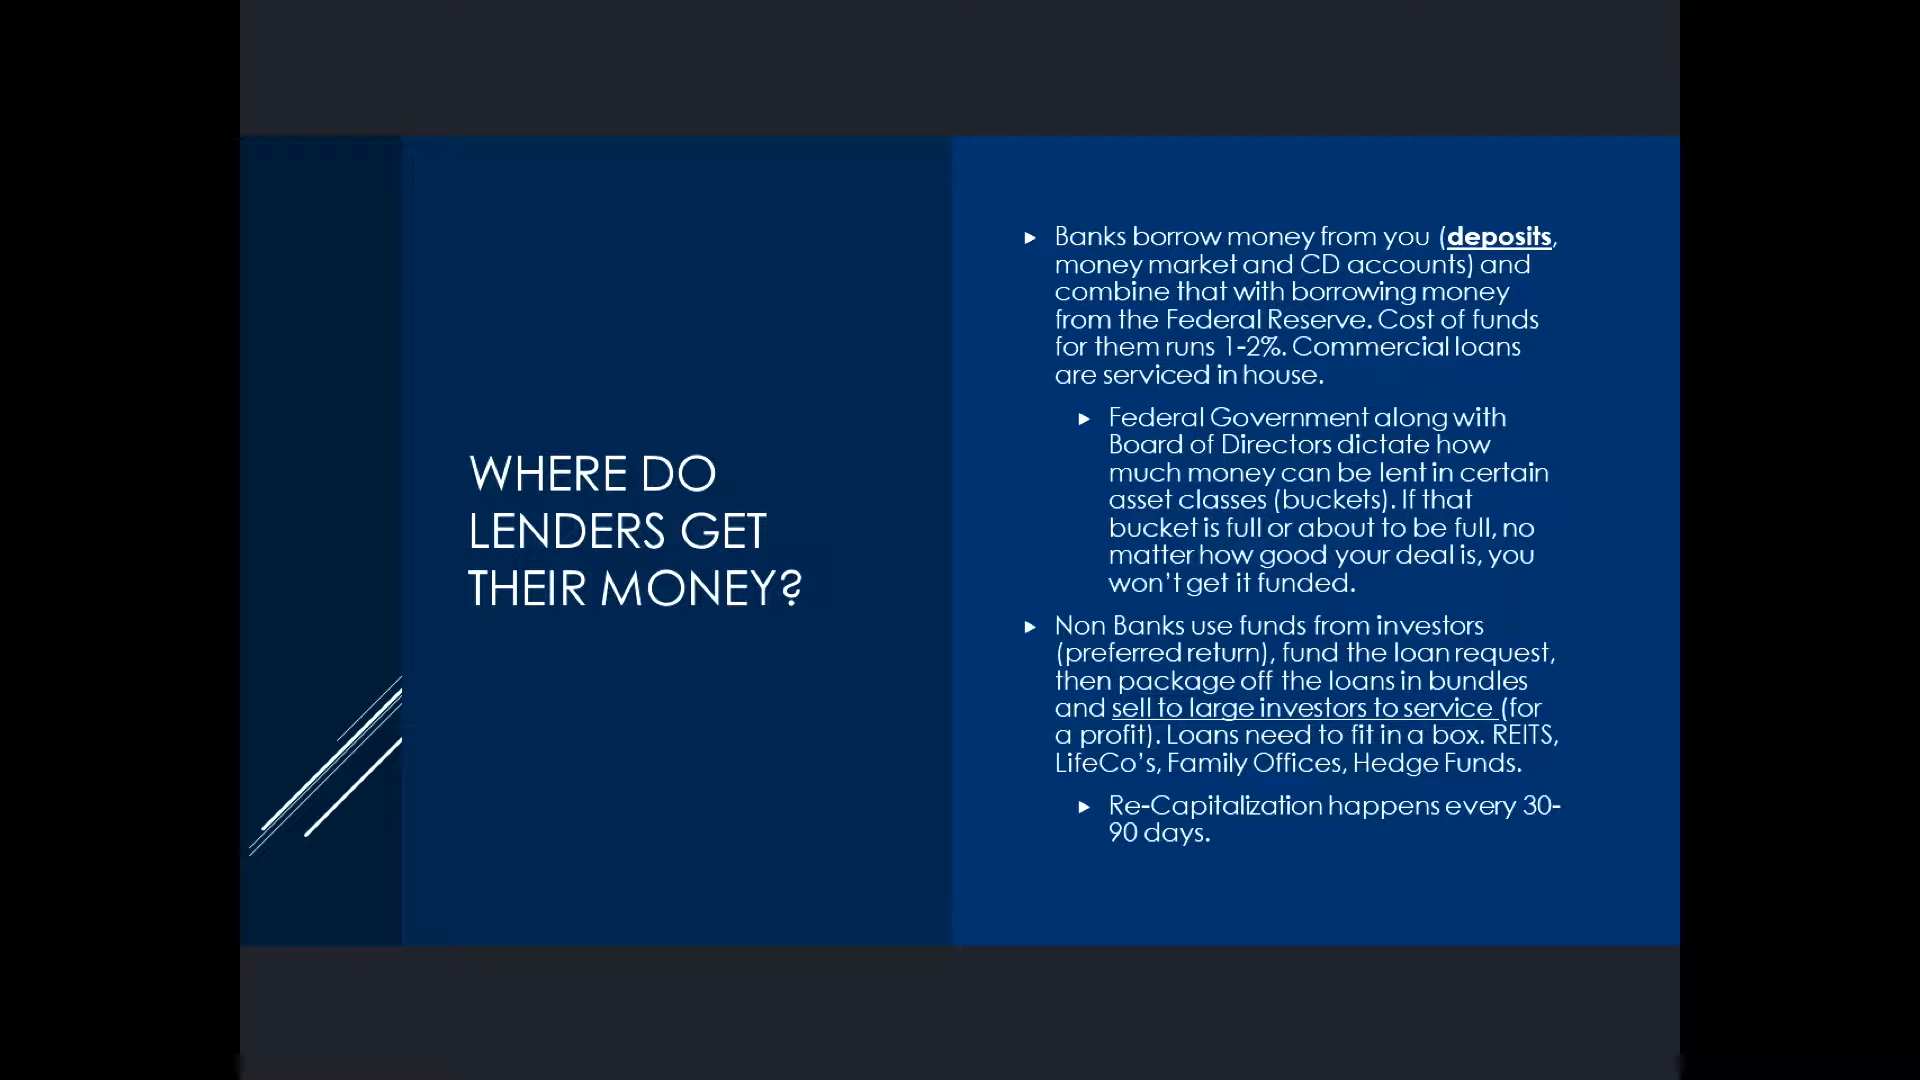 WHERE DO
LENDERS GET
THEIR MONEY?
Banks borrow money from you (deposits,
money market and CD accounts) and
combine that with borrowing money
from the Federal Reserve. Cost of funds
for them runs 1-2%. Commercial loans
are serviced in house.
Federal Government along with
Board of Directors dictate how
much money can be lent in certain
asset classes (buckets). If that
bucket is full or about to be full, no
matter how good your deal is, you
won't get it funded.
Non Banks use funds from investors
(preferred return), fund the loan request,
then package off the loans in bundles
and sell to large investors to service (for
a profit). Loans need to fit in a box. REITS,
LifeCo's, Family Offices, Hedge Funds.
Re-Capitalization happens every 30-
90 days.